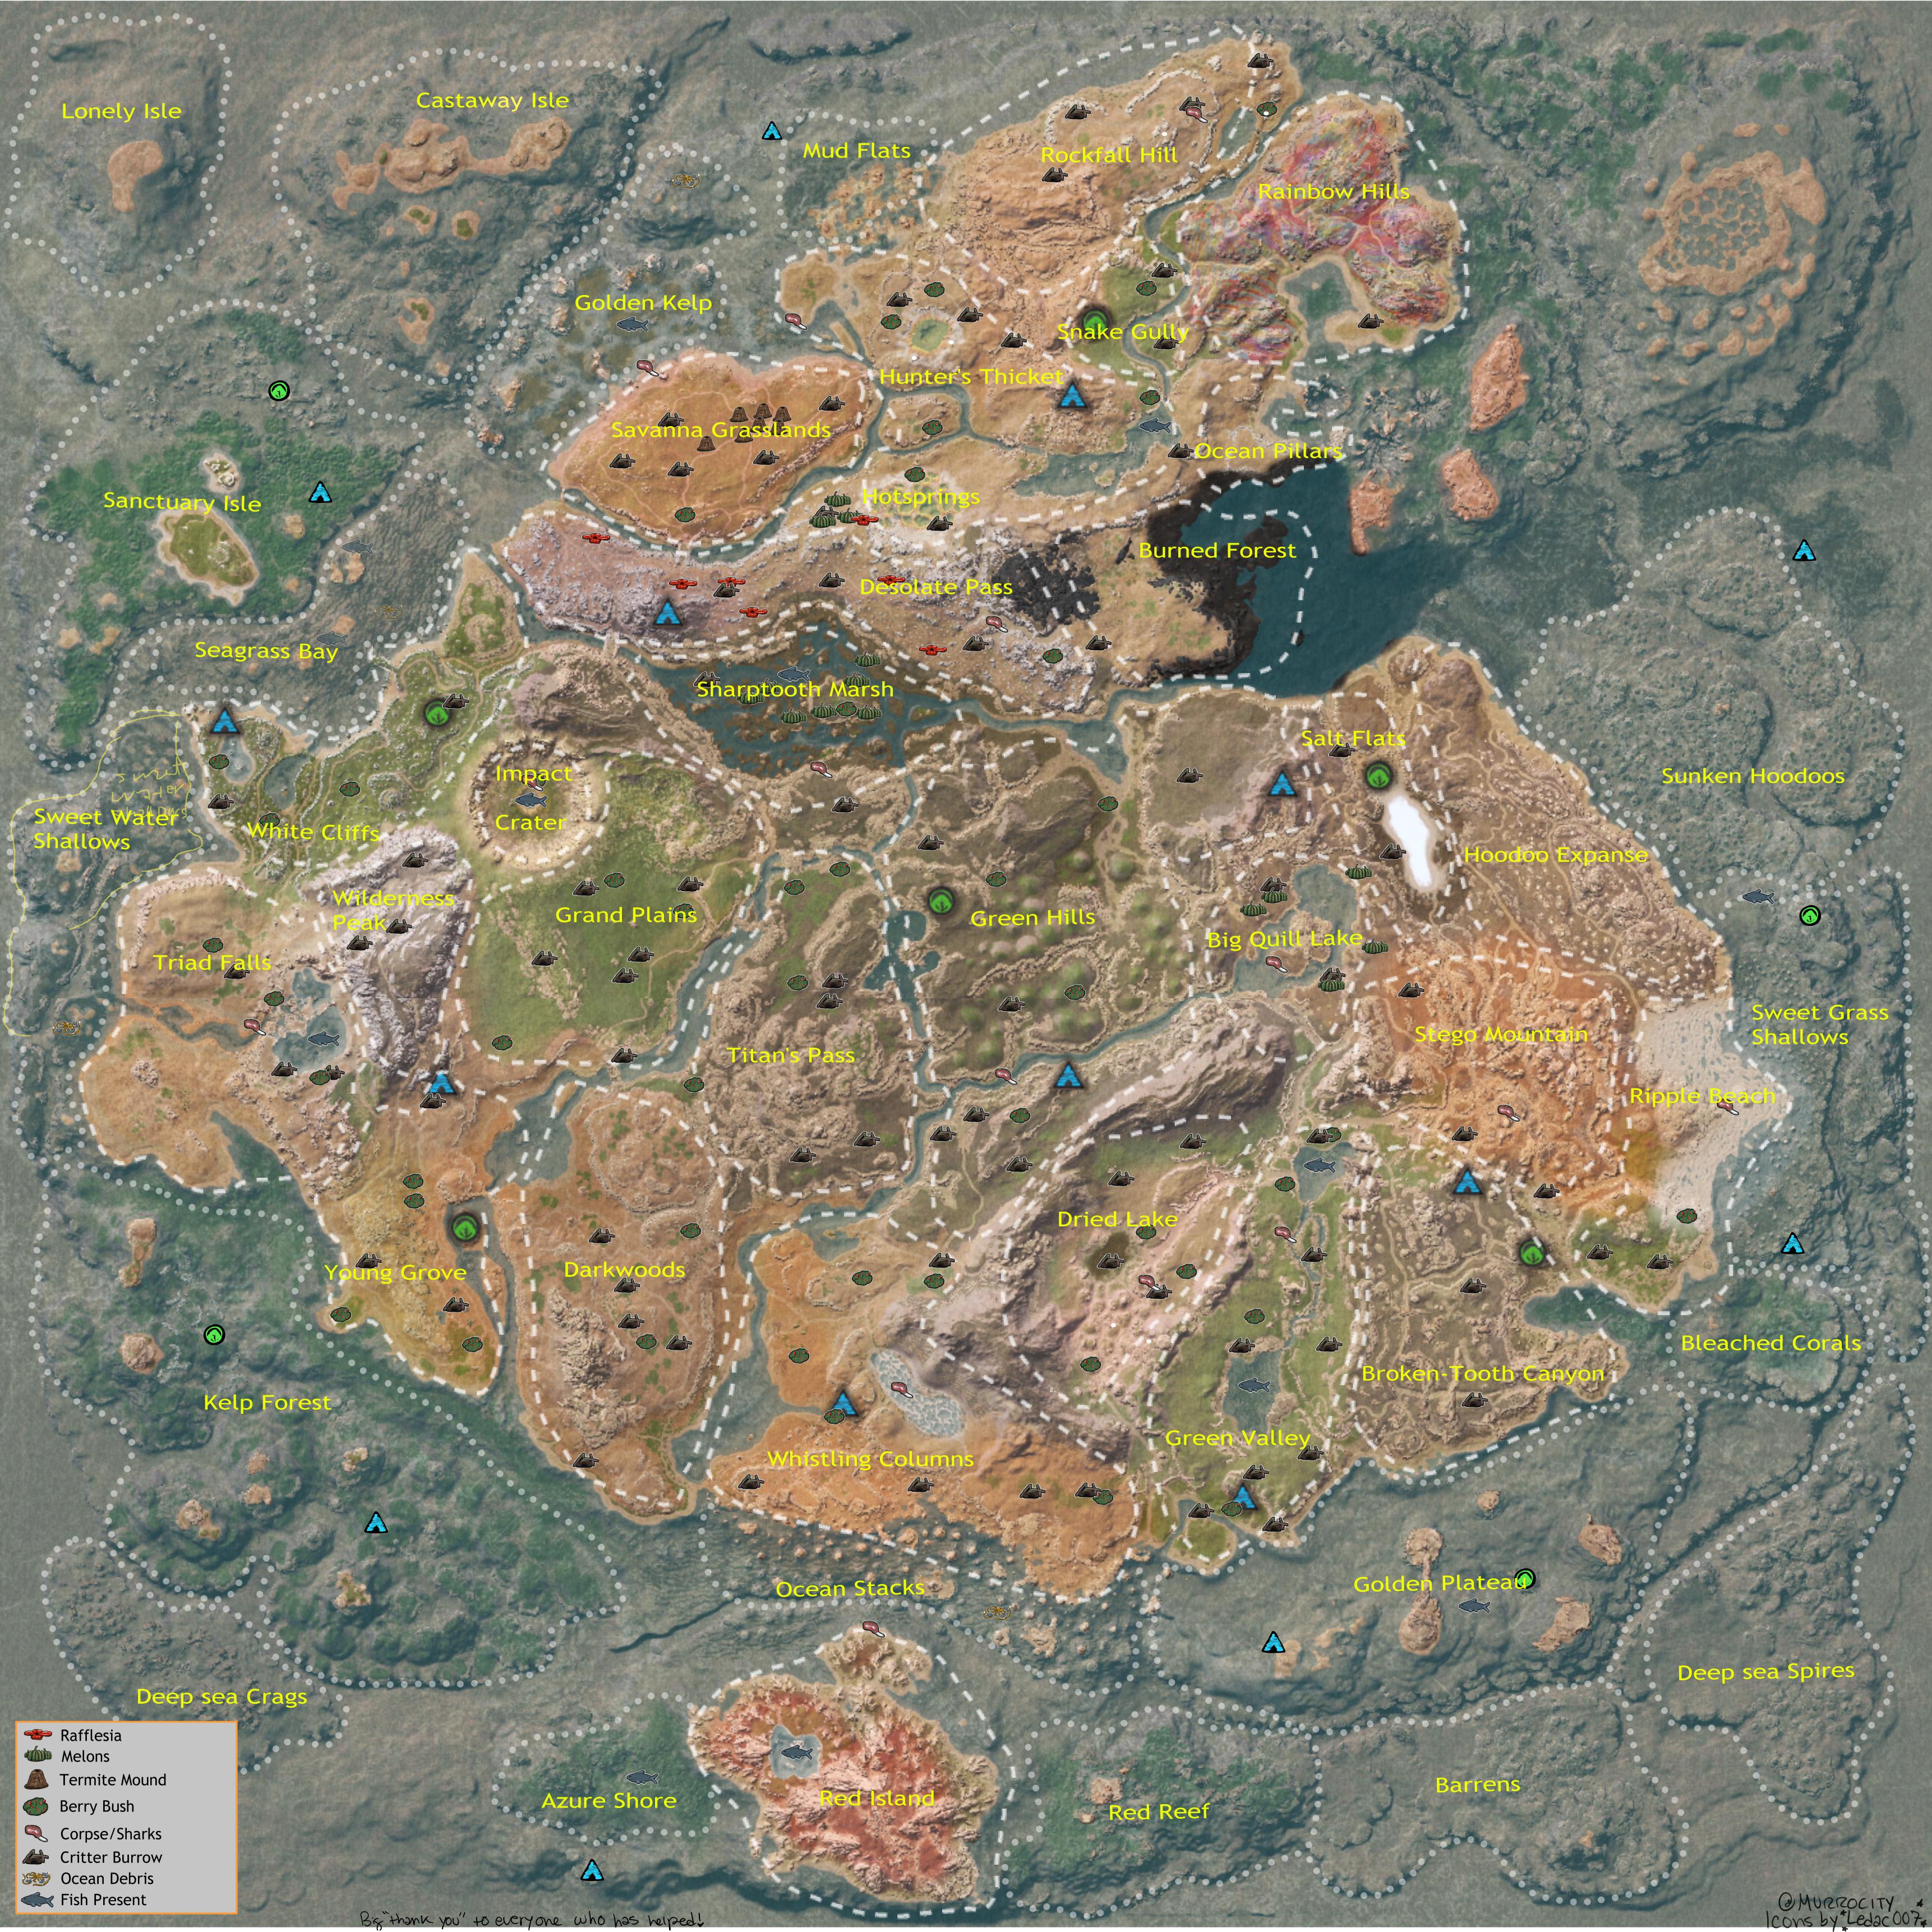 Lonely Isle
Castaway Isle
Mud Flats
Rockfall Hill
Rainbow Hills
Golden Kelp
Snake Gully
Hunter's Thicket
Savanna Grasslands
Ocean Pillars
Sanctuary Isle
Hotsprings
Burned Forest
Desolate Pass
Seagrass Bay
Sharptooth Marsh
Salt Flats
Impact
Crater
Sunken Hoodoos
Sweet Water
Shallows
White Cliffs
Hoodoo Expanse
Wilderness
Peak
Grand Plains
Green Hills
Big Quill Lake
Triad Falls
Sweet Grass
Shallows
Stego Mountain
Titan's Pass
Ripple Beach
Dried Lake
Young Grove
Darkwoods
Bleached Corals
Broken-Tooth Canyon
Kelp Forest
Green Valley
Whistling Columns
Ocean Stacks
Golden Plateau
Deep sea Spires
Deep sea Crags
Azure Shore
Red Island
Red Reef
Barrens
Rafflesia
Melons
Termite Mound
Berry Bush
Corpse/Sharks
Critter Burrow
Ocean Debris
Fish Present
Big "thank you" to everyone who has helped!
@MURROCITY
Icons by Ledac007